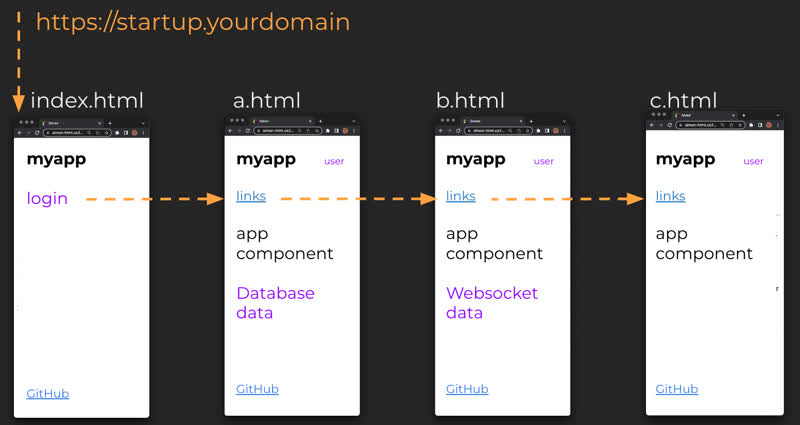 https://startup.yourdomain
index.html
a.html
b.html
c.html
myapp
login
GitHub
myapp
user
links
app
component
Database
data
GitHub
myapp
user
links
app
component
Websocket
data
GitHub
myapp
user
links
app
component
GitHub